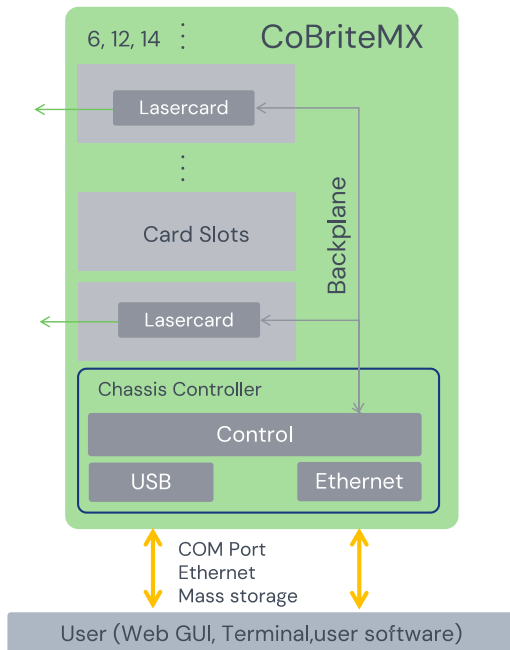 6, 12, 14
CoBriteMX
Lasercard
Card Slots
Backplane
Lasercard
Chassis Controller
Control
USB
Ethernet
COM Port
Ethernet
Mass storage
User (Web GUI, Terminal,user software)